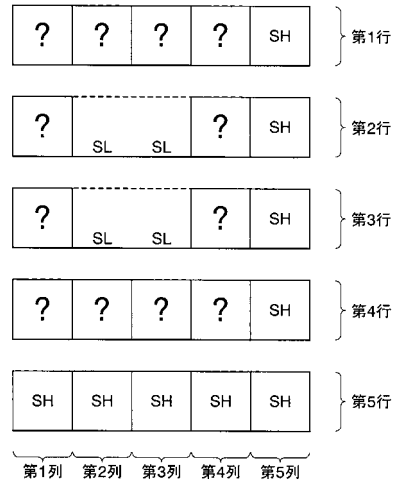 ? ? ? ? SH 第1行
? SL SL ? SH 第2行
? SL SL ? SH 第3行
? ? ? ? SH 第4行
SH SH SH SH SH 第5行
第1列 第2列 第3列 第4列 第5列